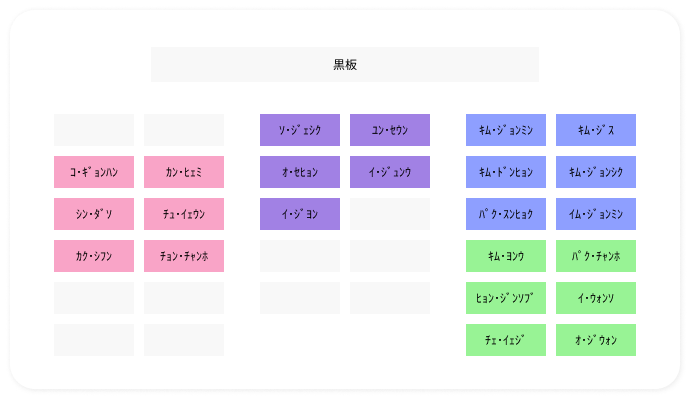 黒板
ソ・ジェシク ユン・セウン キム・ジョンミン キム・ジス
コ・ギョンハン カン・ヒェミ オ・セヒョン イ・ジュンウ キム・ドンヒョン キム・ジョンシク
シン・ダソ チュ・イェウン イ・ジヨン パク・スンヒョク イム・ジョンミン
カク・シフン チョン・チャンホ キム・ヨンウ パク・チャンホ
ヒョン・ジンソブ イ・ウォンソ
チェ・イェジ オ・ジウォン